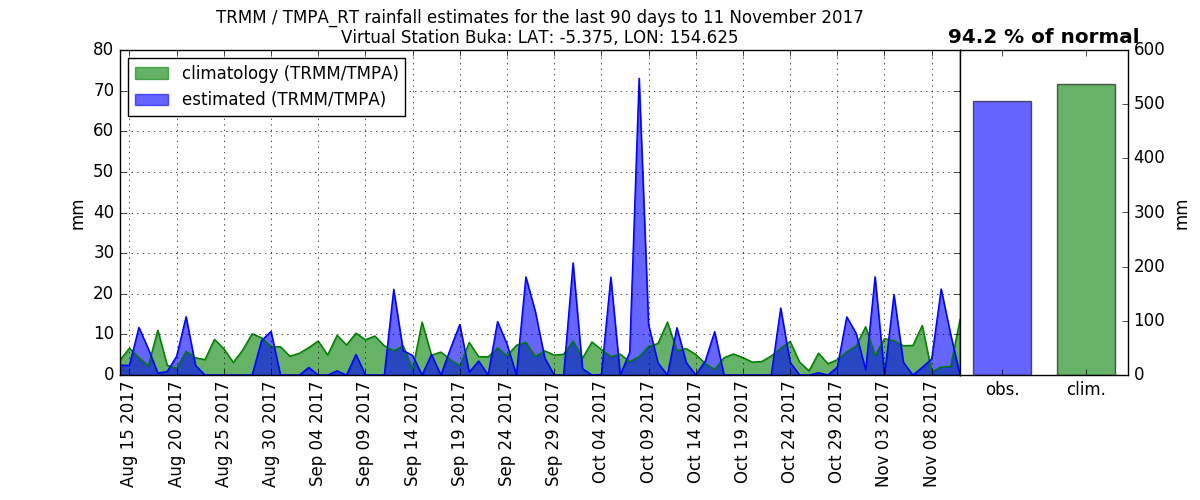 TRMM / TMPA_RT rainfall estimates for the last 90 days to 11 November 2017
Virtual Station Buka: LAT: -5.375, LON: 154.625
94.2 % of normal
climatology (TRMM/TMPA)
estimated (TRMM/TMPA)
80
70
60
50
40
30
20
10
0
mm
Aug 15 2017
Aug 20 2017
Aug 25 2017
Aug 30 2017
Sep 04 2017
Sep 09 2017
Sep 14 2017
Sep 19 2017
Sep 24 2017
Sep 29 2017
Oct 04 2017
Oct 09 2017
Oct 14 2017
Oct 19 2017
Oct 24 2017
Oct 29 2017
Nov 03 2017
Nov 08 2017
obs.
clim.
600
500
400
300
200
100
0
mm